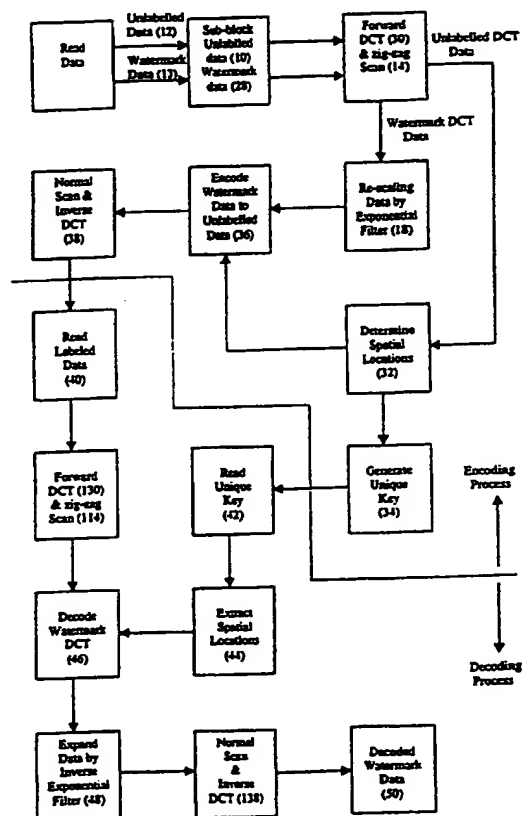 Read
Data
Unlabelled
Data (12)
Watermark
Data (12)
Sub-block
Unlabelled
data (10)
Watermark
data (28)
Forward
DCT (30)
& zig-zag
Scan (14)
Unlabelled DCT
Data
Watermark DCT
Data
Normal
Scan &
Inverse
DCT
(38)
Encode
Watermark
Data to
Unlabelled
Data (36)
Re-scaling
Data by
Exponential
Filter (18)
Read
Labeled
Data
(40)
Determine
Spatial
Locations
(32)
Forward
DCT (130)
& zig-zag
Scan (114)
Read
Unique
Key
(42)
Generate
Unique
Key
(34)
Encoding
Process
Decode
Watermark
DCT
(46)
Extract
Spatial
Locations
(44)
Decoding
Process
Expand
Data by
Inverse
Exponential
Filter (48)
Normal
Scan
&
Inverse
DCT (138)
Decoded
Watermark
Data
(50)